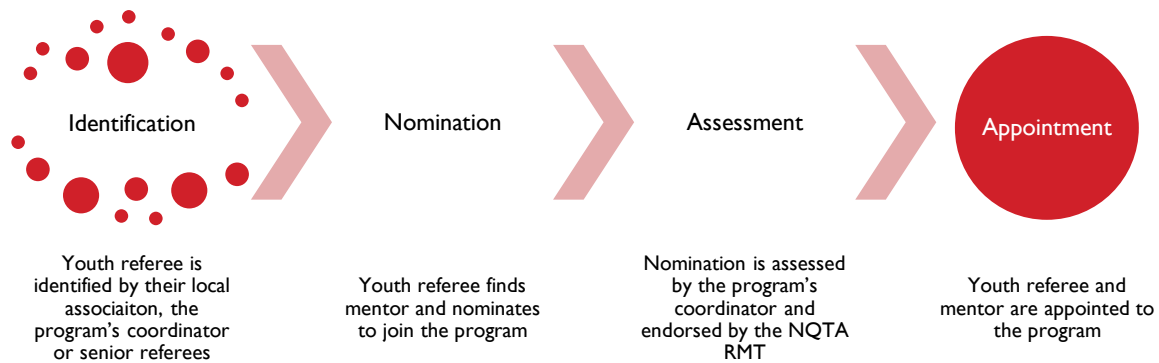 Identification
Nomination
Assessment
Appointment
Youth referee is
identified by their local
associaiton, the
program's coordinator
or senior referees
Youth referee finds
mentor and nominates
to join the program
Nomination is assessed
by the program's
coordinator and
endorsed by the NQTA
RMT
Youth referee and
mentor are appointed to
the program